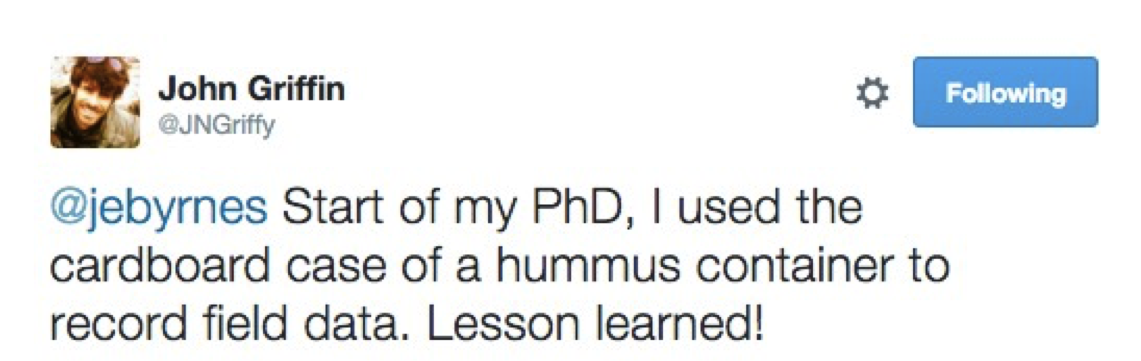 John Griffin
@JNGriffy
Following
@jebyrnes Start of my PhD, I used the
cardboard case of a hummus container to
record field data. Lesson learned!